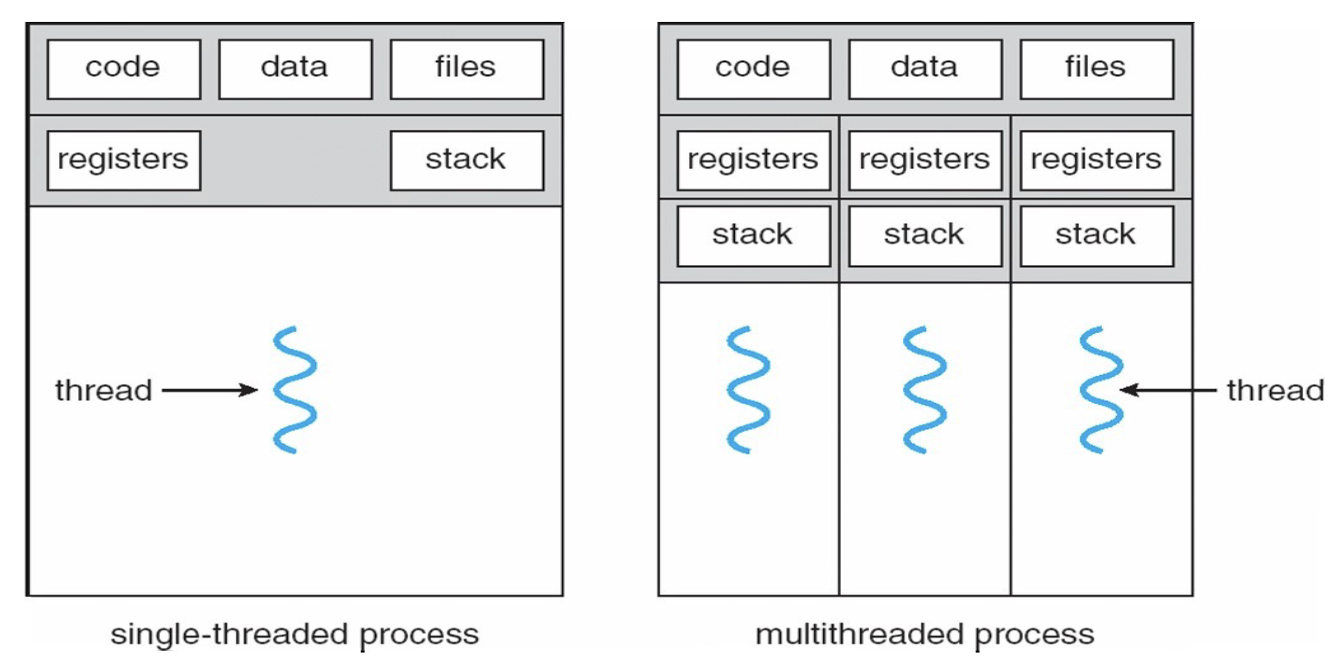 code data files code data files
registers stack registers registers registers
stack stack stack
thread thread
single-threaded process multithreaded process